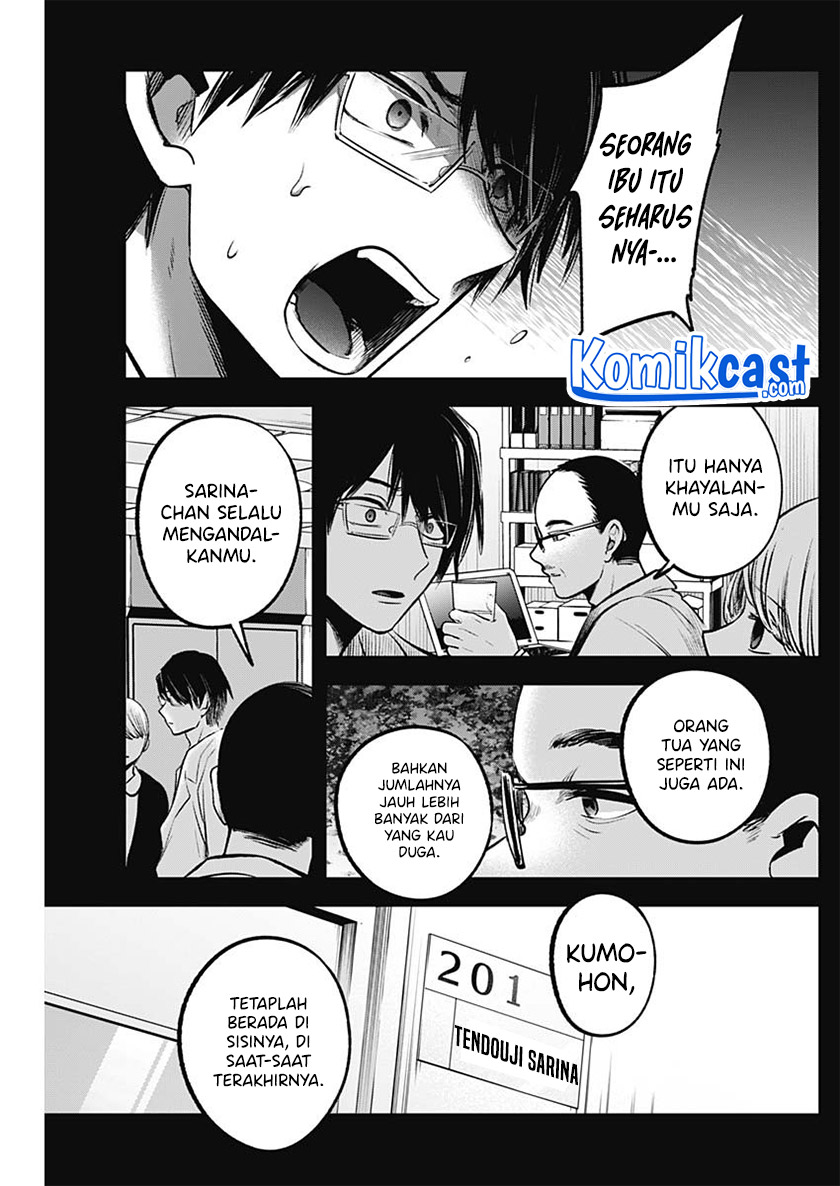 SEORANG
IBU ITU
SEHARUS
NYA-...
Komikcast
.com
ITU HANYA
KHAYALAN-
MU SAJA.
SARINA-
CHAN SELALU
MENGANDAL-
KANMU.
ORANG
TUA YANG
SEPERTI INI
JUGA ADA.
BAHKAN
JUMLAHNYA
JAUH LEBIH
BANYAK DARI
YANG KAU
DUGA.
KUMO-
HON,
201
TENDOUJI SARINA
TETAPLAH
BERADA DI
SISINYA, DI
SAAT-SAAT
TERAKHIRNYA.